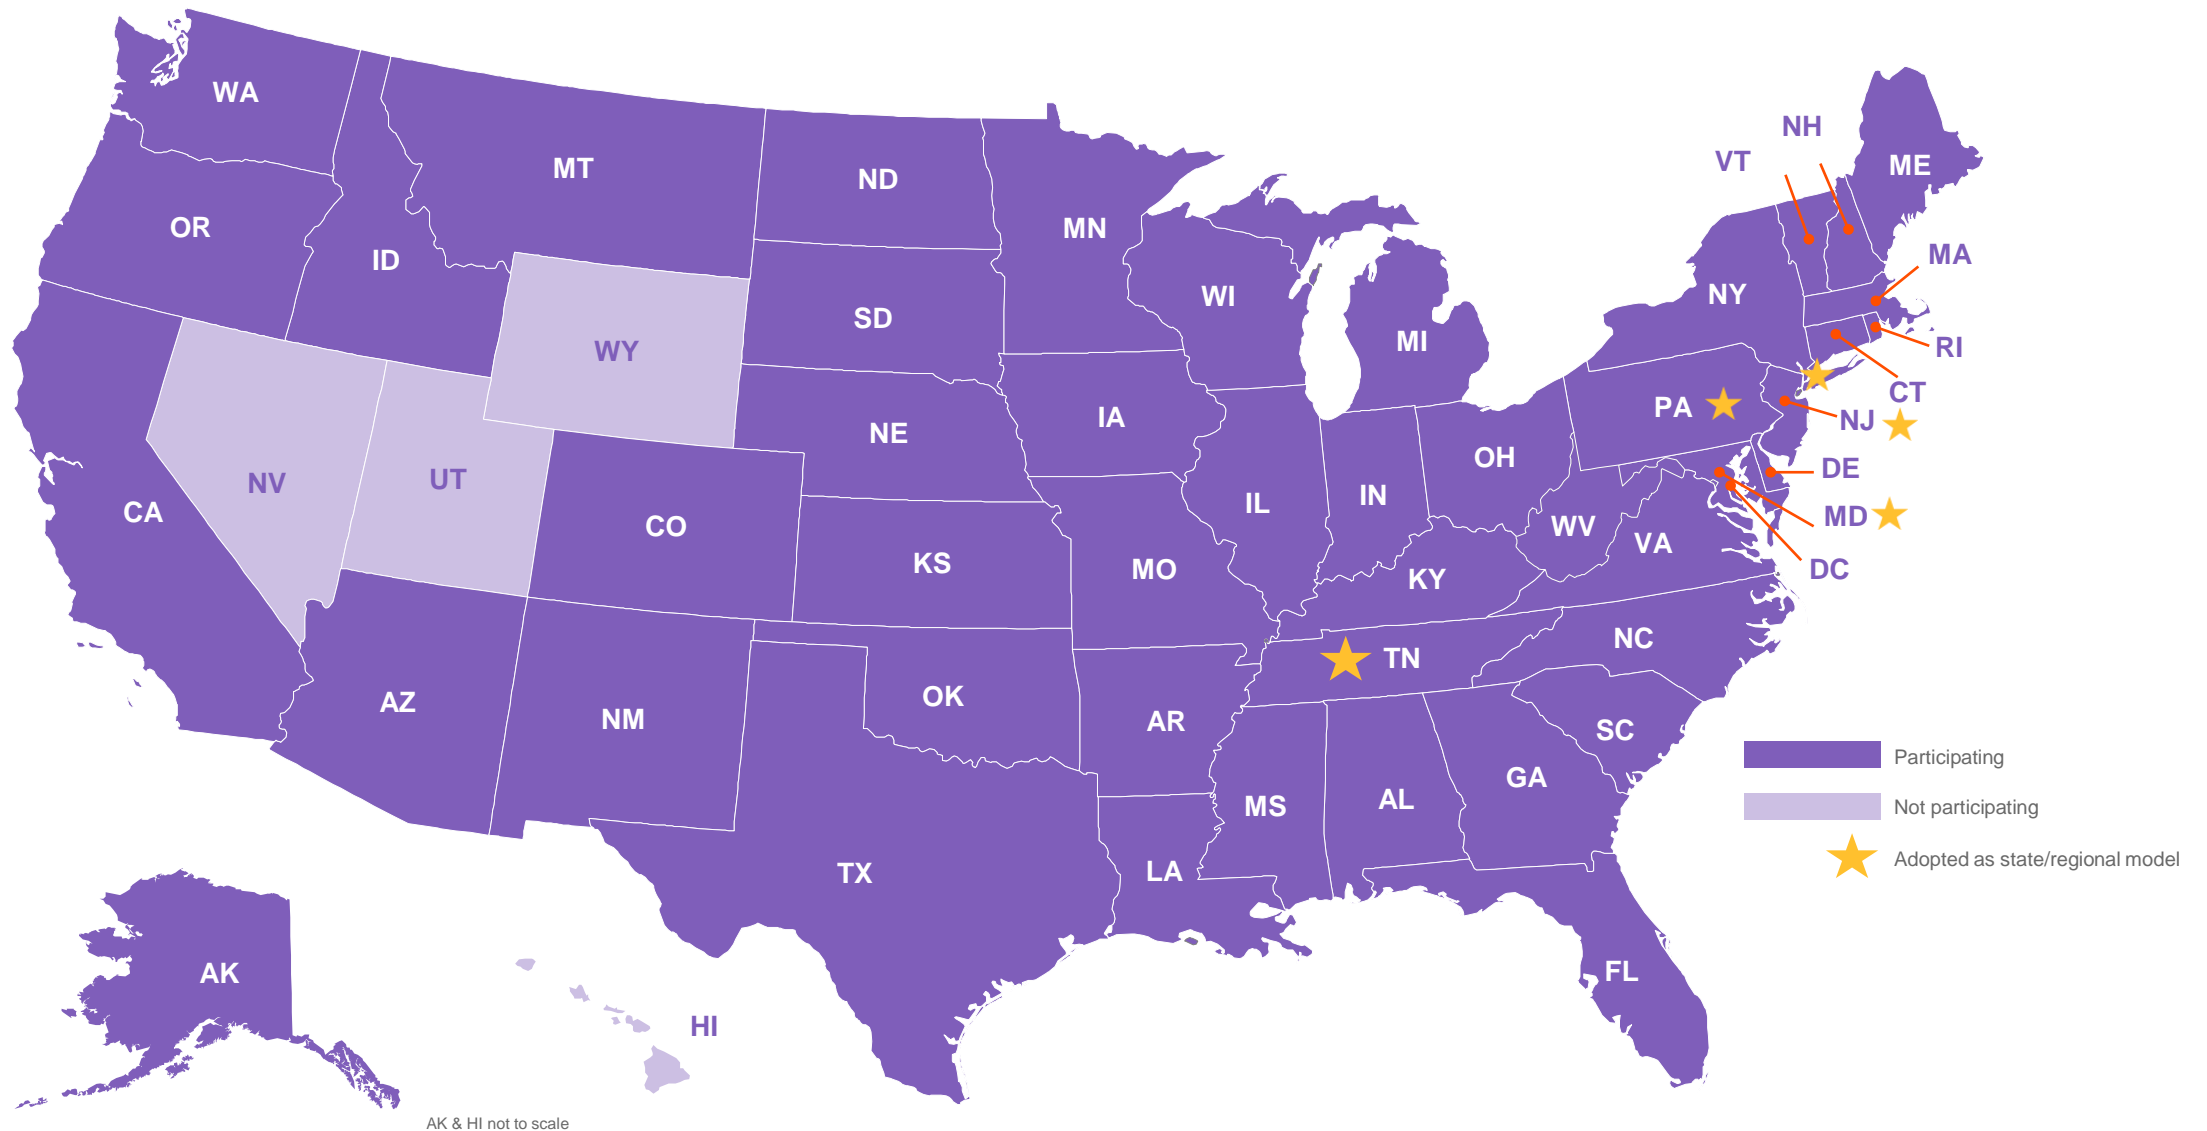 WA
OR
ID
MT
ND
MN
SD
WY
NV
UT
CA
AZ
NM
CO
NE
KS
OK
TX
IA
MO
AR
LA
WI
IL
MI
IN
OH
KY
TN
MS
AL
GA
FL
SC
NC
VA
WV
PA
NY
VT
NH
ME
MA
RI
CT
NJ
DE
MD
DC
AK
HI
AK & HI not to scale
Participating
Not participating
Adopted as state/regional model